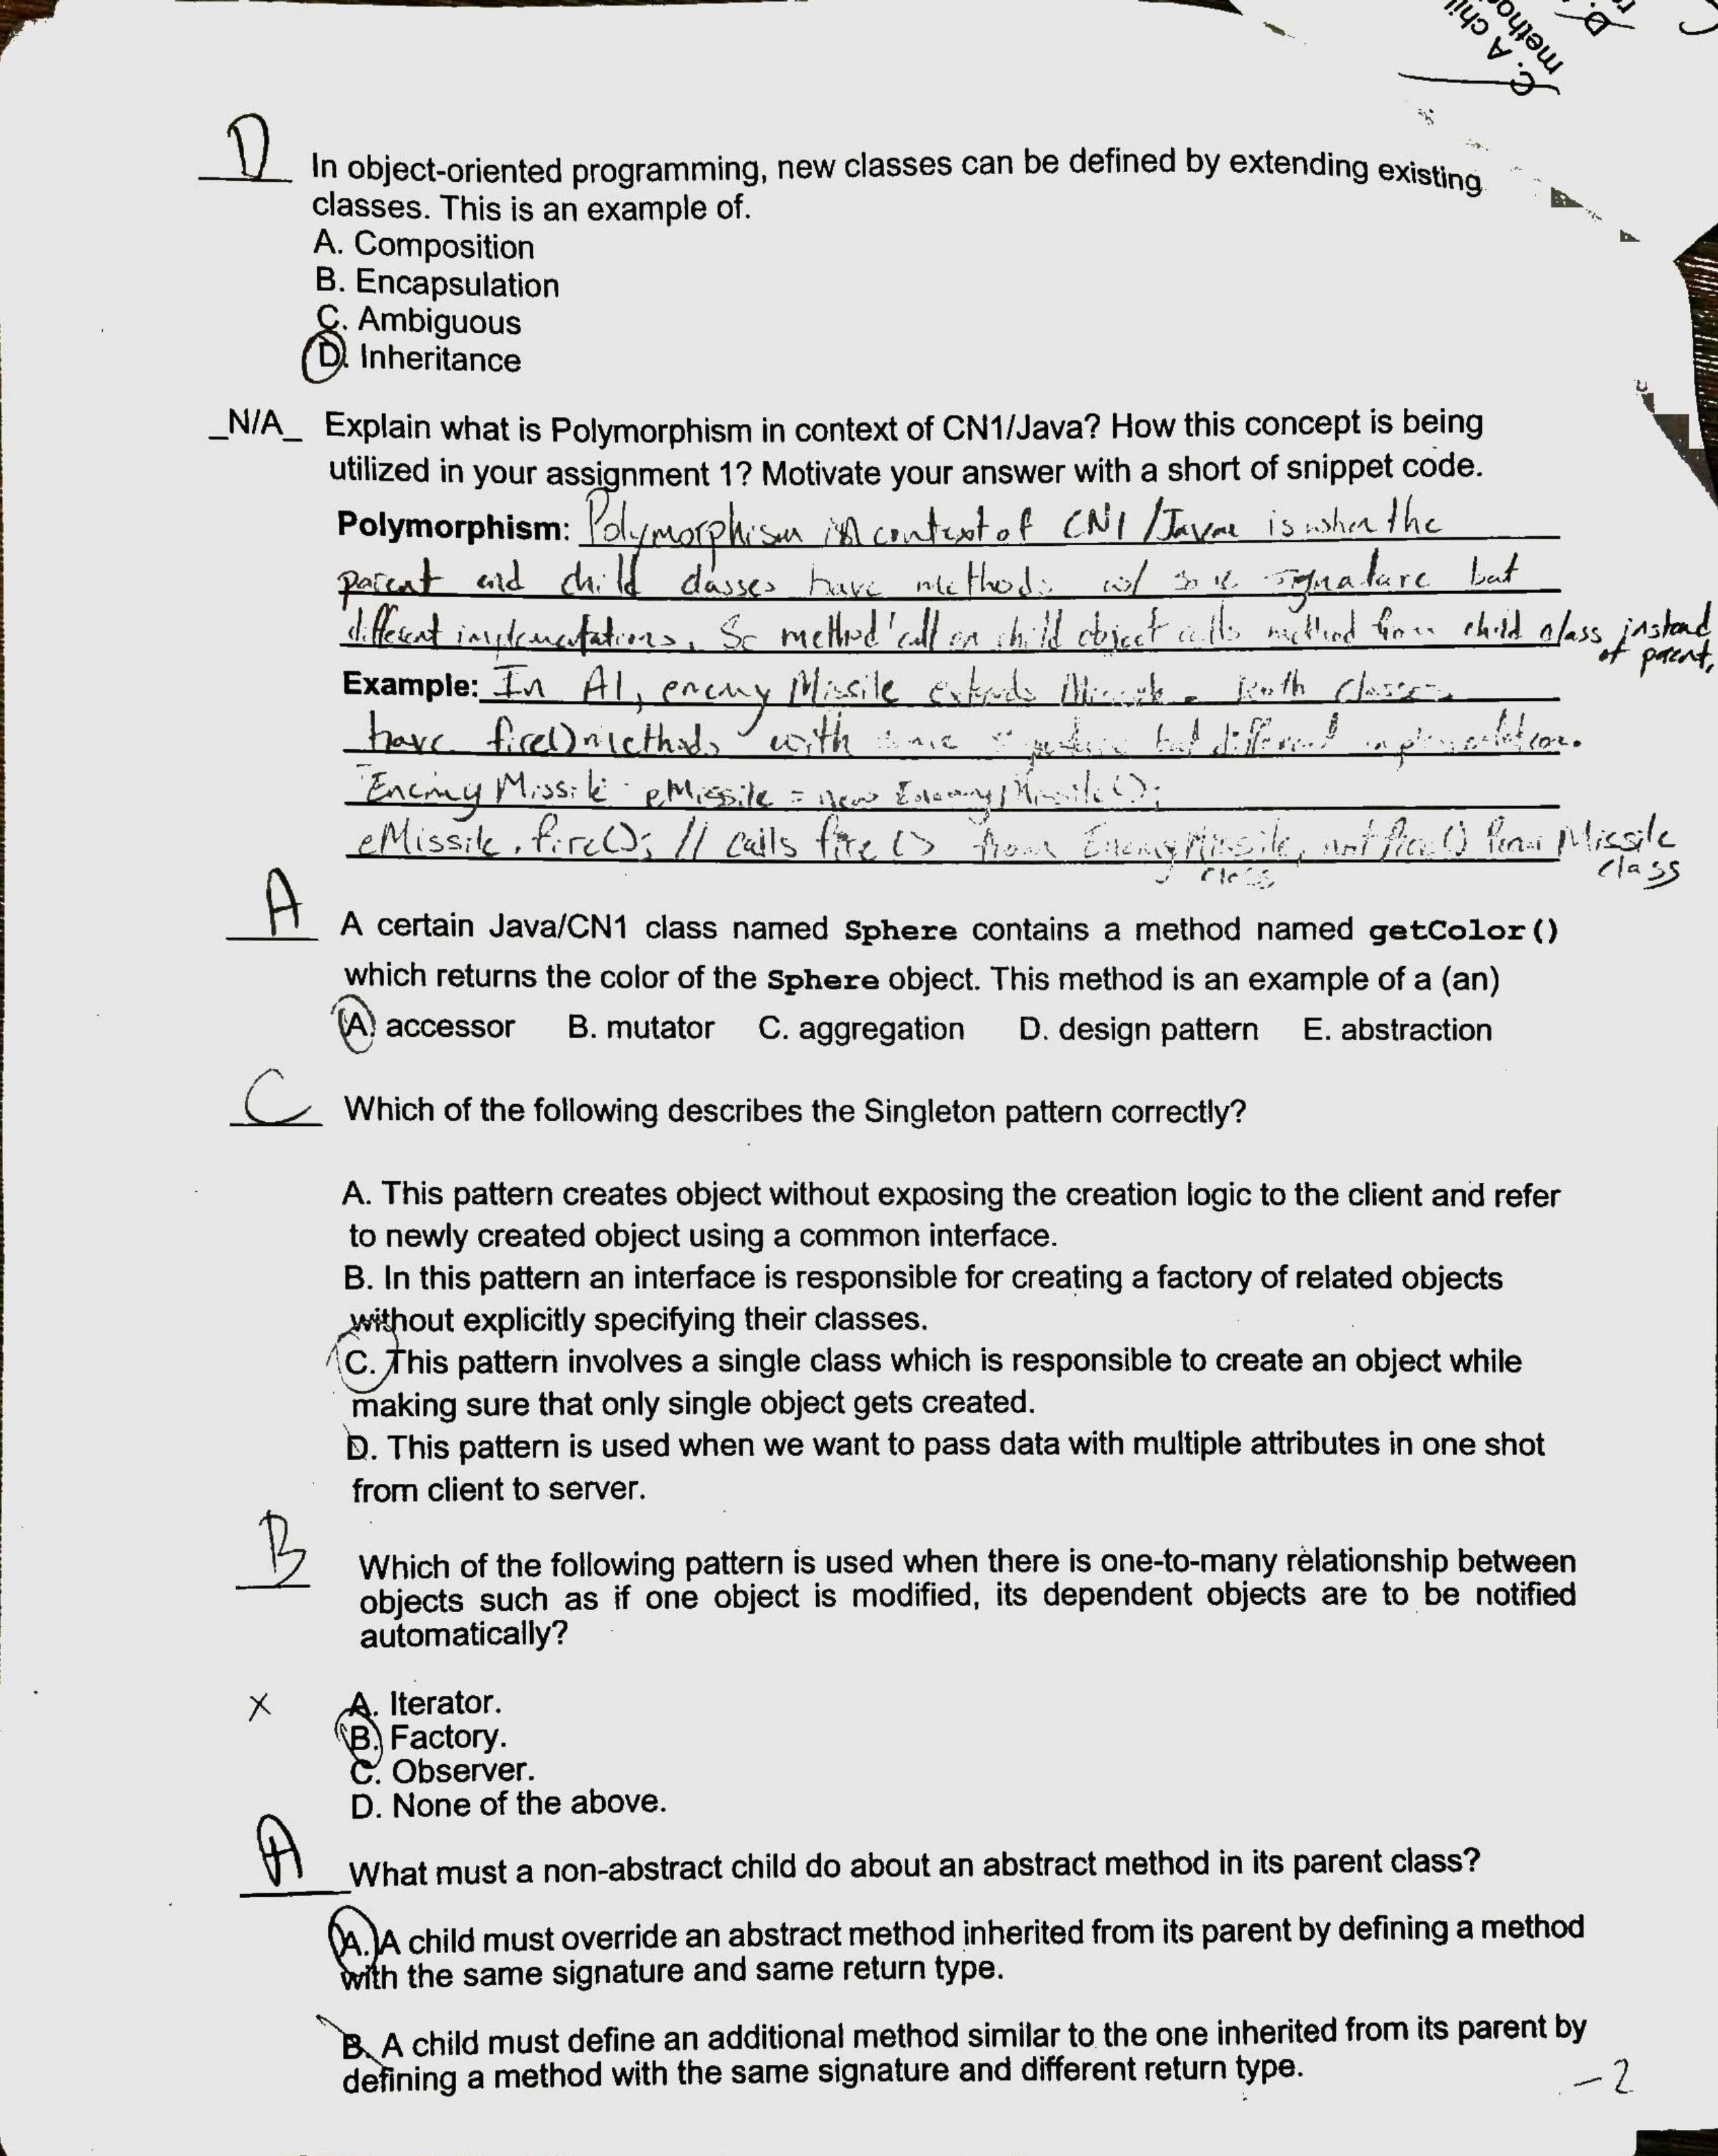 C. A chi
metho
D.
D
In object-oriented programming, new classes can be defined by extending existing
classes. This is an example of.
A. Composition
B. Encapsulation
C. Ambiguous
D. Inheritance
_N/A_ Explain what is Polymorphism in context of CN1/Java? How this concept is being
utilized in your assignment 1? Motivate your answer with a short of snippet code.
Polymorphism: Polymorphism in context of CN1/Java is when the
parent and child classes have methods w/ signature but
different implementations. So method call on child object calls method from child class instead
of parent.
Example: In A1, enemy Missile extends Both classes
have fire() methods with but different implementation.
Enemy Missile eMissile = new Enemy Missile();
eMissile.fire(); // calls fire() from Enemy Missile, not fire() from Missile
class class
A
A certain Java/CN1 class named Sphere contains a method named getColor()
which returns the color of the Sphere object. This method is an example of a (an)
A. accessor B. mutator C. aggregation D. design pattern E. abstraction
C Which of the following describes the Singleton pattern correctly?
A. This pattern creates object without exposing the creation logic to the client and refer
to newly created object using a common interface.
B. In this pattern an interface is responsible for creating a factory of related objects
without explicitly specifying their classes.
C. This pattern involves a single class which is responsible to create an object while
making sure that only single object gets created.
D. This pattern is used when we want to pass data with multiple attributes in one shot
from client to server.
B
Which of the following pattern is used when there is one-to-many relationship between
objects such as if one object is modified, its dependent objects are to be notified
automatically?
X A. Iterator.
B. Factory.
C. Observer.
D. None of the above.
A
What must a non-abstract child do about an abstract method in its parent class?
A. A child must override an abstract method inherited from its parent by defining a method
with the same signature and same return type.
B. A child must define an additional method similar to the one inherited from its parent by
defining a method with the same signature and different return type.
-2